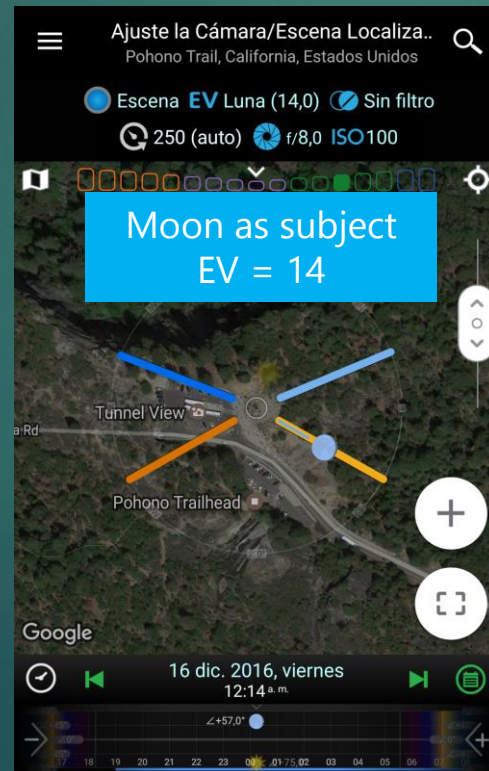 Ajuste la Cámara/Escena Localiza..
Pohono Trail, California, Estados Unidos
Escena EV Luna (14,0) Sin filtro
250 (auto) f/8,0 ISO100
Moon as subject
EV = 14
Tunnel View
a Rd
Pohono Trailhead
Google
16 dic. 2016, viernes
12:14 a. m.
∠+57,0°
17 18 19 20 21 22 23 00 01 02 03 04 05 06